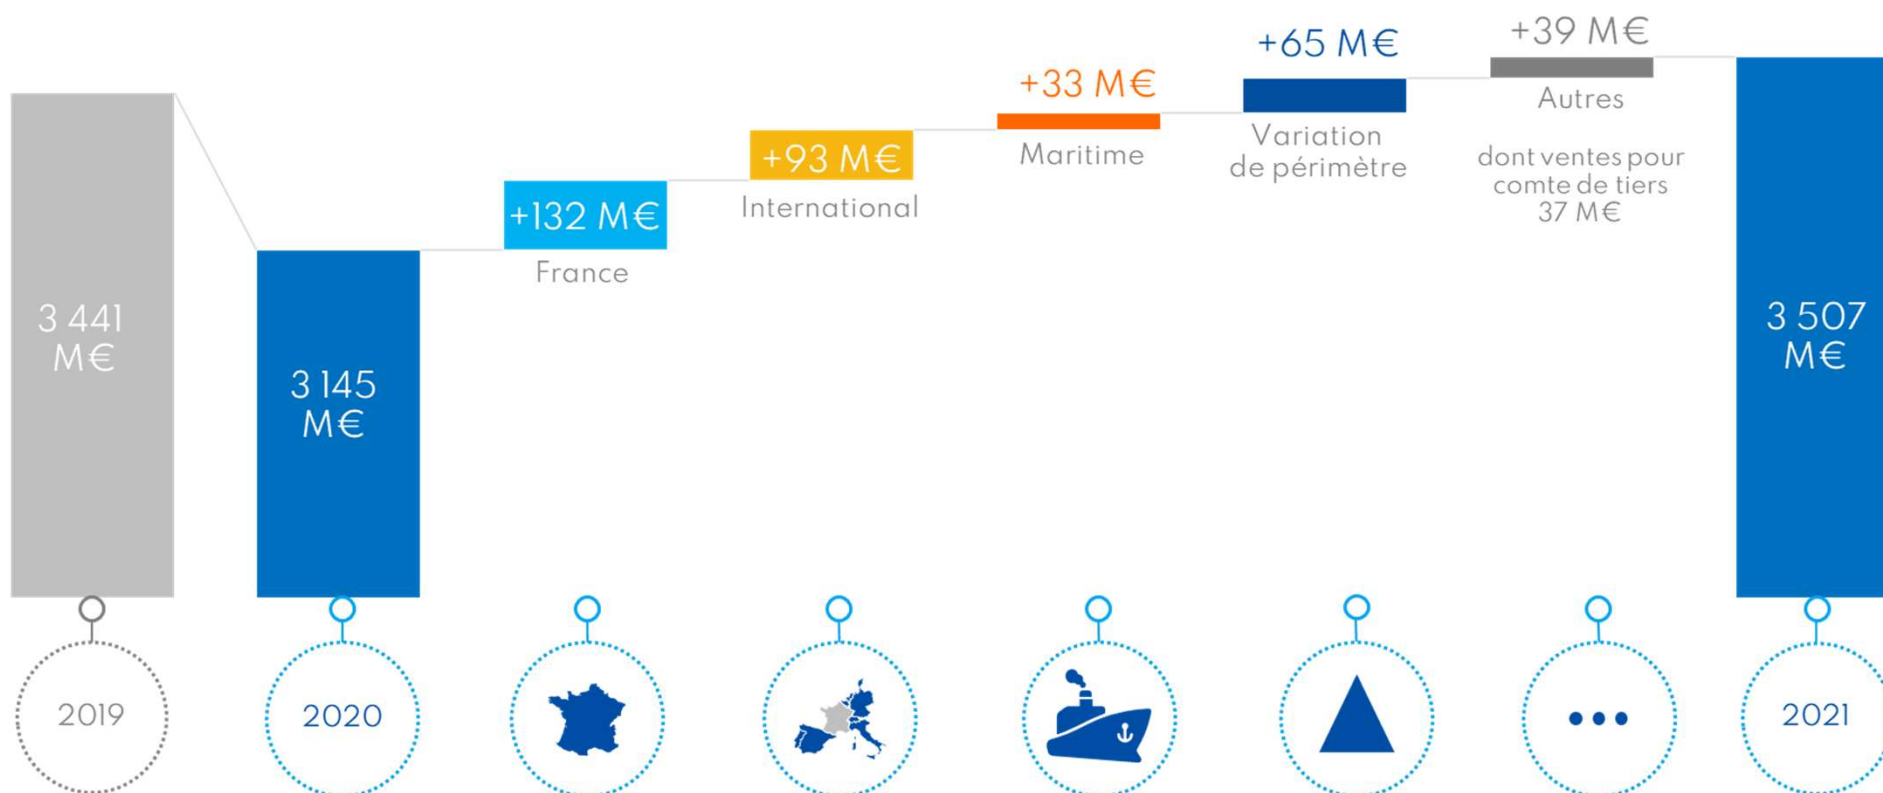 3 441
M€
3 145
M€
+132 M€
France
+93 M€
International
+33 M€
Maritime
+65 M€
Variation
de périmètre
+39 M€
Autres
dont ventes pour
comte de tiers
37 M€
3 507
M€
2019
2020
2021